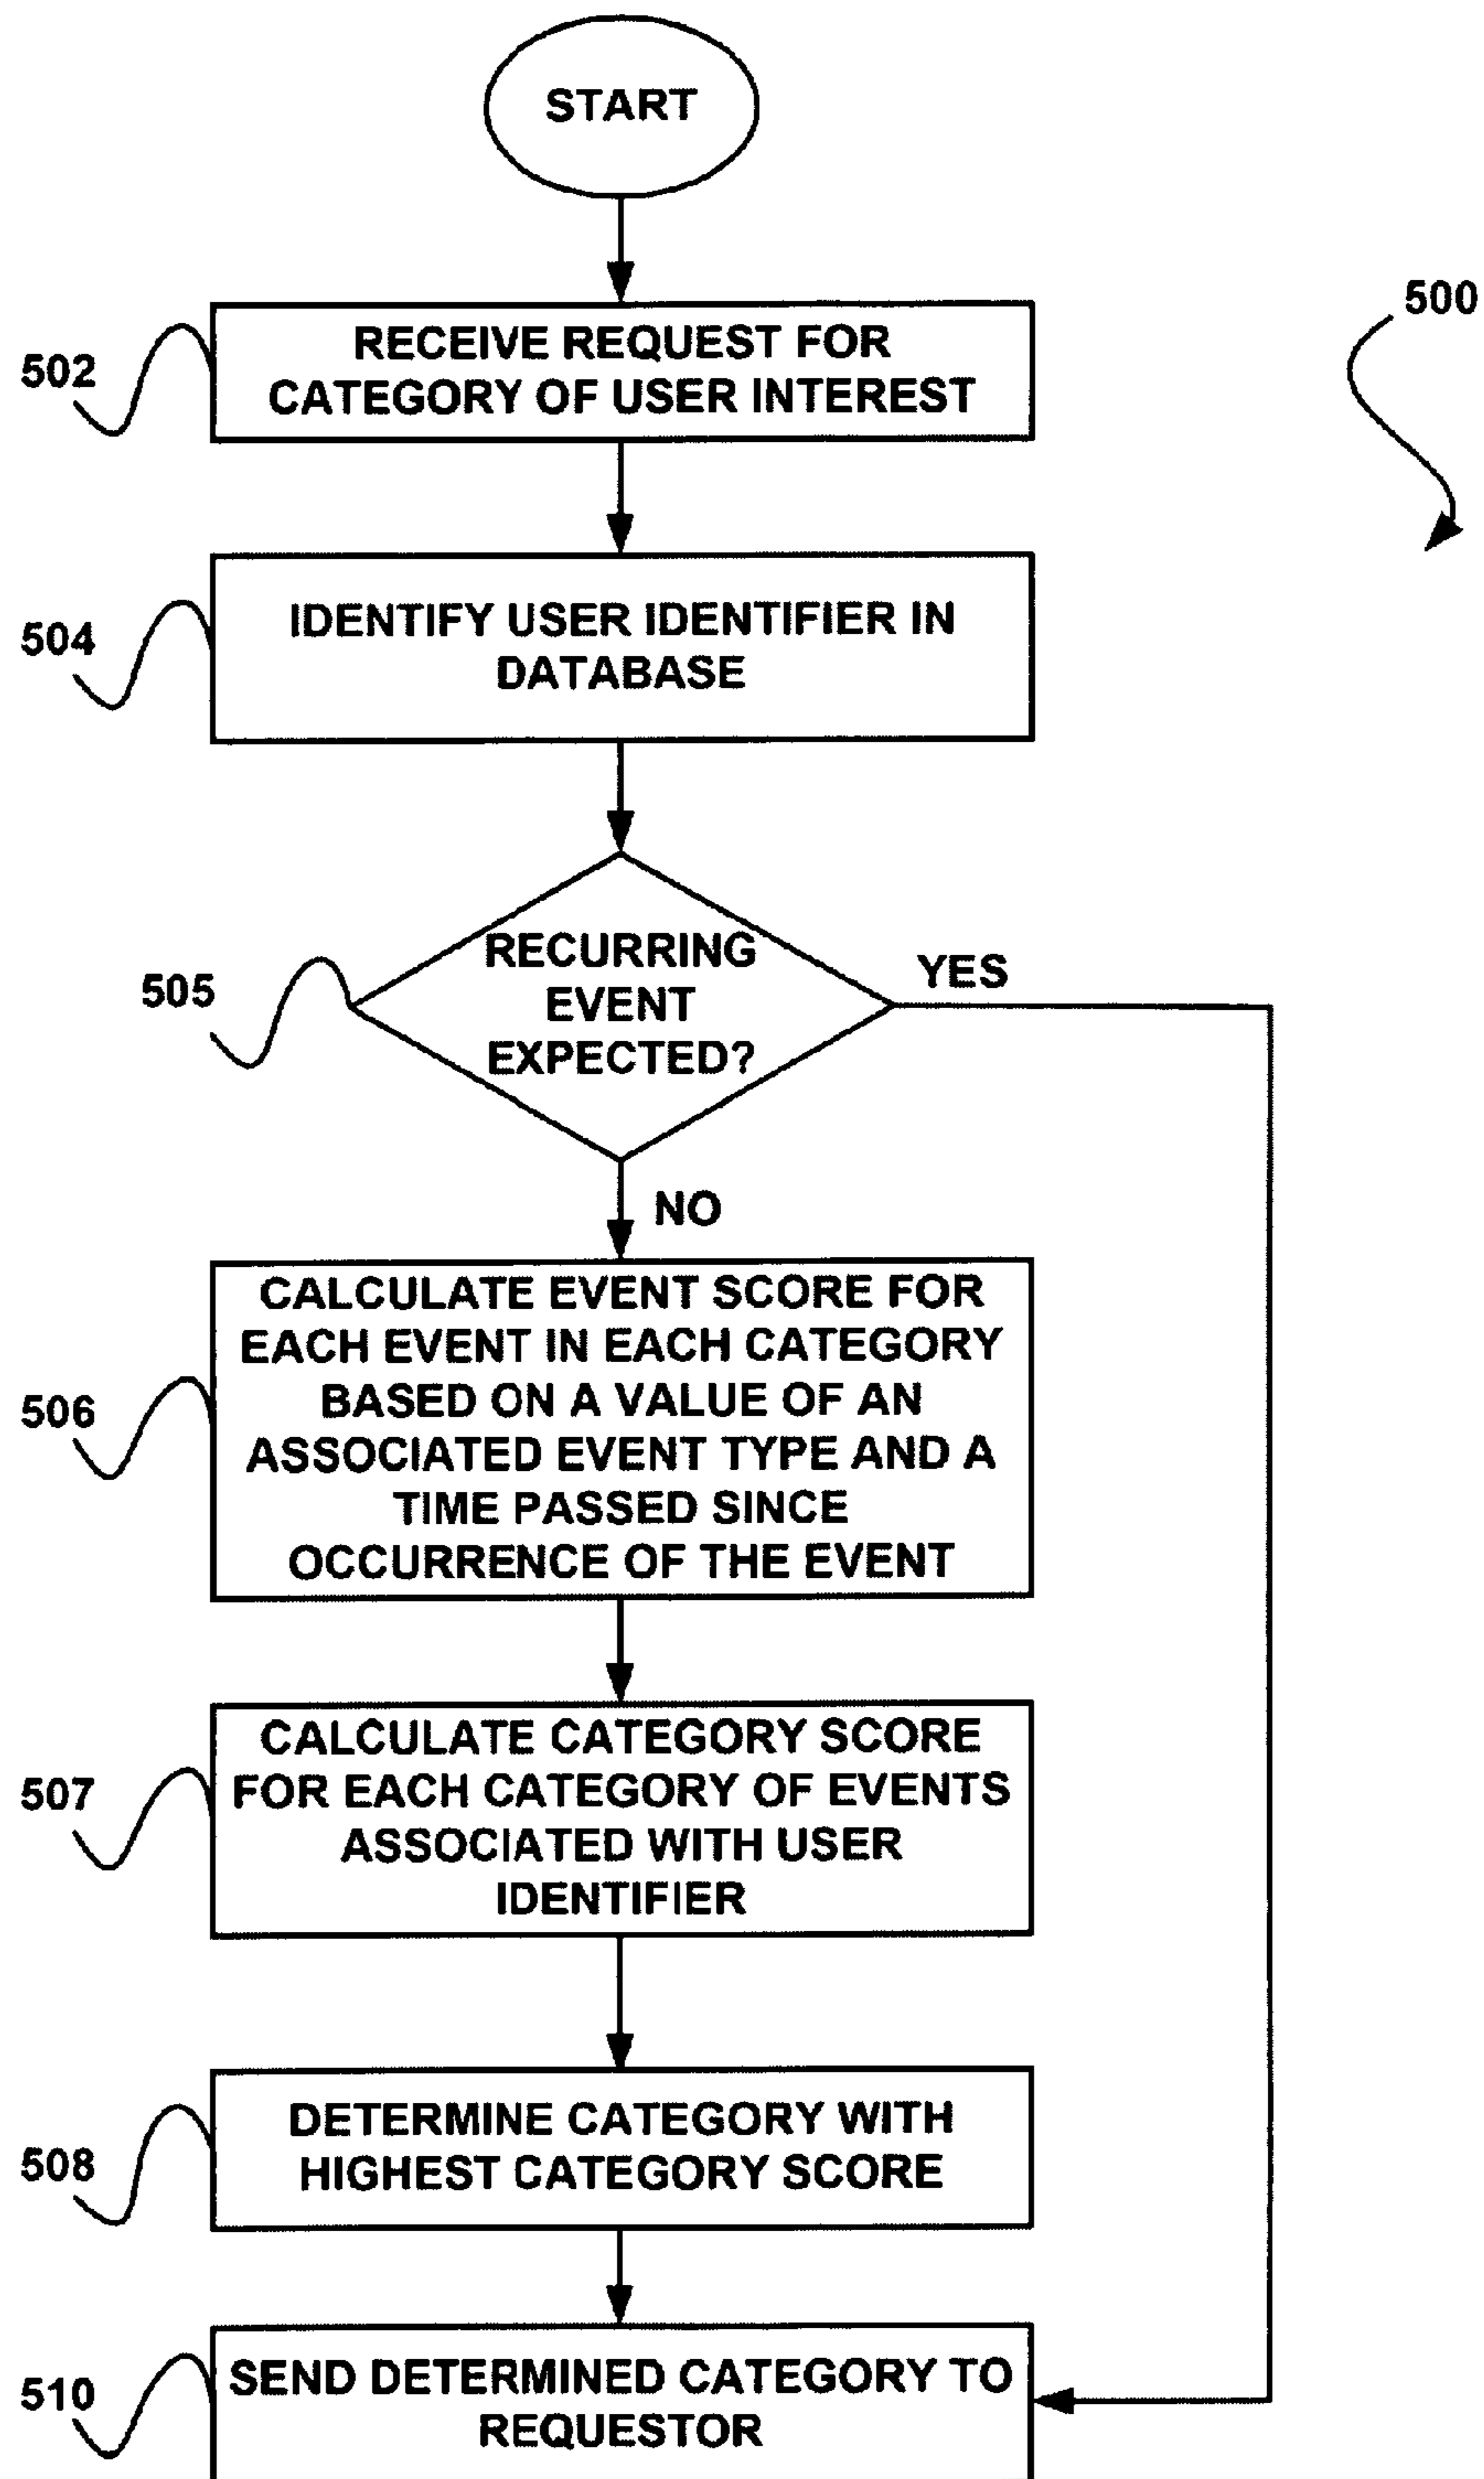 START
500
RECEIVE REQUEST FOR
CATEGORY OF USER INTEREST
502
IDENTIFY USER IDENTIFIER IN
DATABASE
504
RECURRING
EVENT
EXPECTED?
505
YES
NO
CALCULATE EVENT SCORE FOR
EACH EVENT IN EACH CATEGORY
BASED ON A VALUE OF AN
ASSOCIATED EVENT TYPE AND A
TIME PASSED SINCE
OCCURRENCE OF THE EVENT
506
CALCULATE CATEGORY SCORE
FOR EACH CATEGORY OF EVENTS
ASSOCIATED WITH USER
IDENTIFIER
507
DETERMINE CATEGORY WITH
HIGHEST CATEGORY SCORE
508
SEND DETERMINED CATEGORY TO
REQUESTOR
510